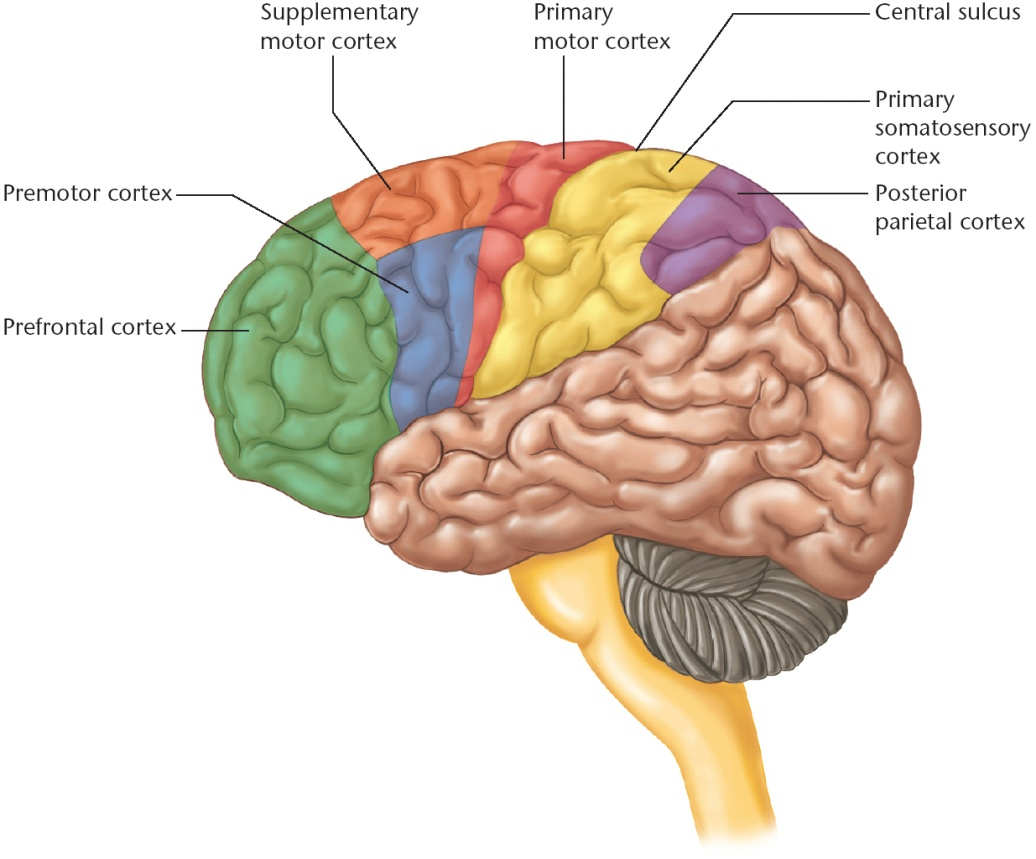 Supplementary
motor cortex
Primary
motor cortex
Central sulcus
Primary
somatosensory
cortex
Premotor cortex
Posterior
parietal cortex
Prefrontal cortex